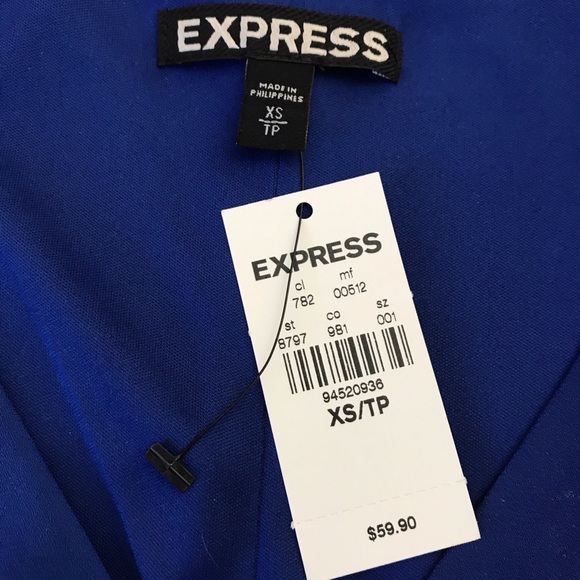 EXPRESS
MADE IN
PHILIPPINES
XS
TP
EXPRESS
cl mf
782 00512
st co sz
8797 981 001
94520936
XS/TP
$59.90